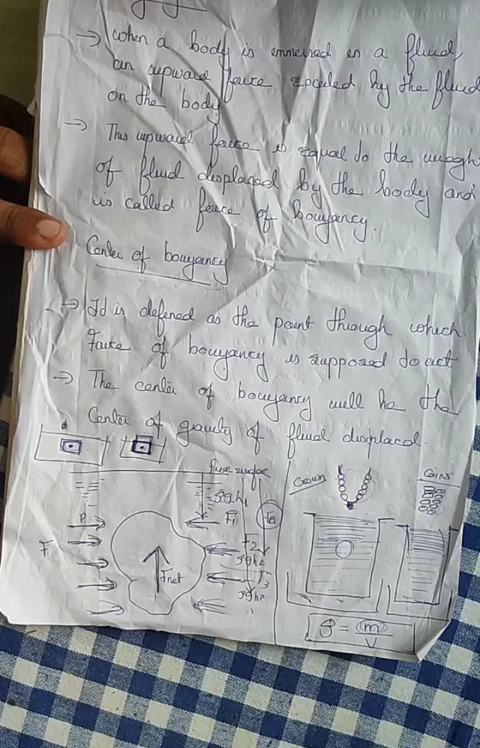 → when a body is immersed in a fluid,
an upward force exerted by the fluid
on the body
→ This upward force is equal to the weight
of fluid displaced by the body and
is called force of bouyancy.
Center of bouyancy
→ It is defened as the point through which
Force of bouyancy is supposed to act
→ The center of bouyancy will be the
Center of gravity of fluid displaced.
Crown
Coins
F₁
F₂
F
Fnet
ρ = m/V